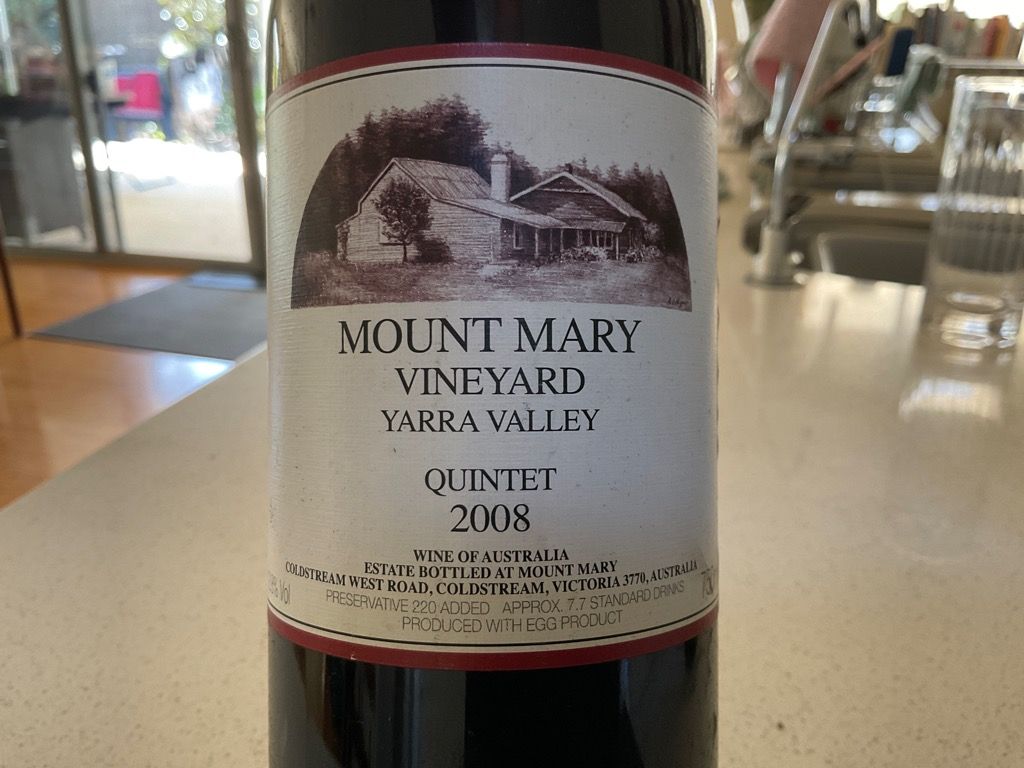 MOUNT MARY
VINEYARD
YARRA VALLEY
QUINTET
2008
WINE OF AUSTRALIA
ESTATE BOTTLED AT MOUNT MARY
COLDSTREAM WEST ROAD, COLDSTREAM, VICTORIA 3770, AUSTRALIA
Vol
PRESERVATIVE 220 ADDED APPROX. 7.7 STANDARD DRINKS
PRODUCED WITH EGG PRODUCT